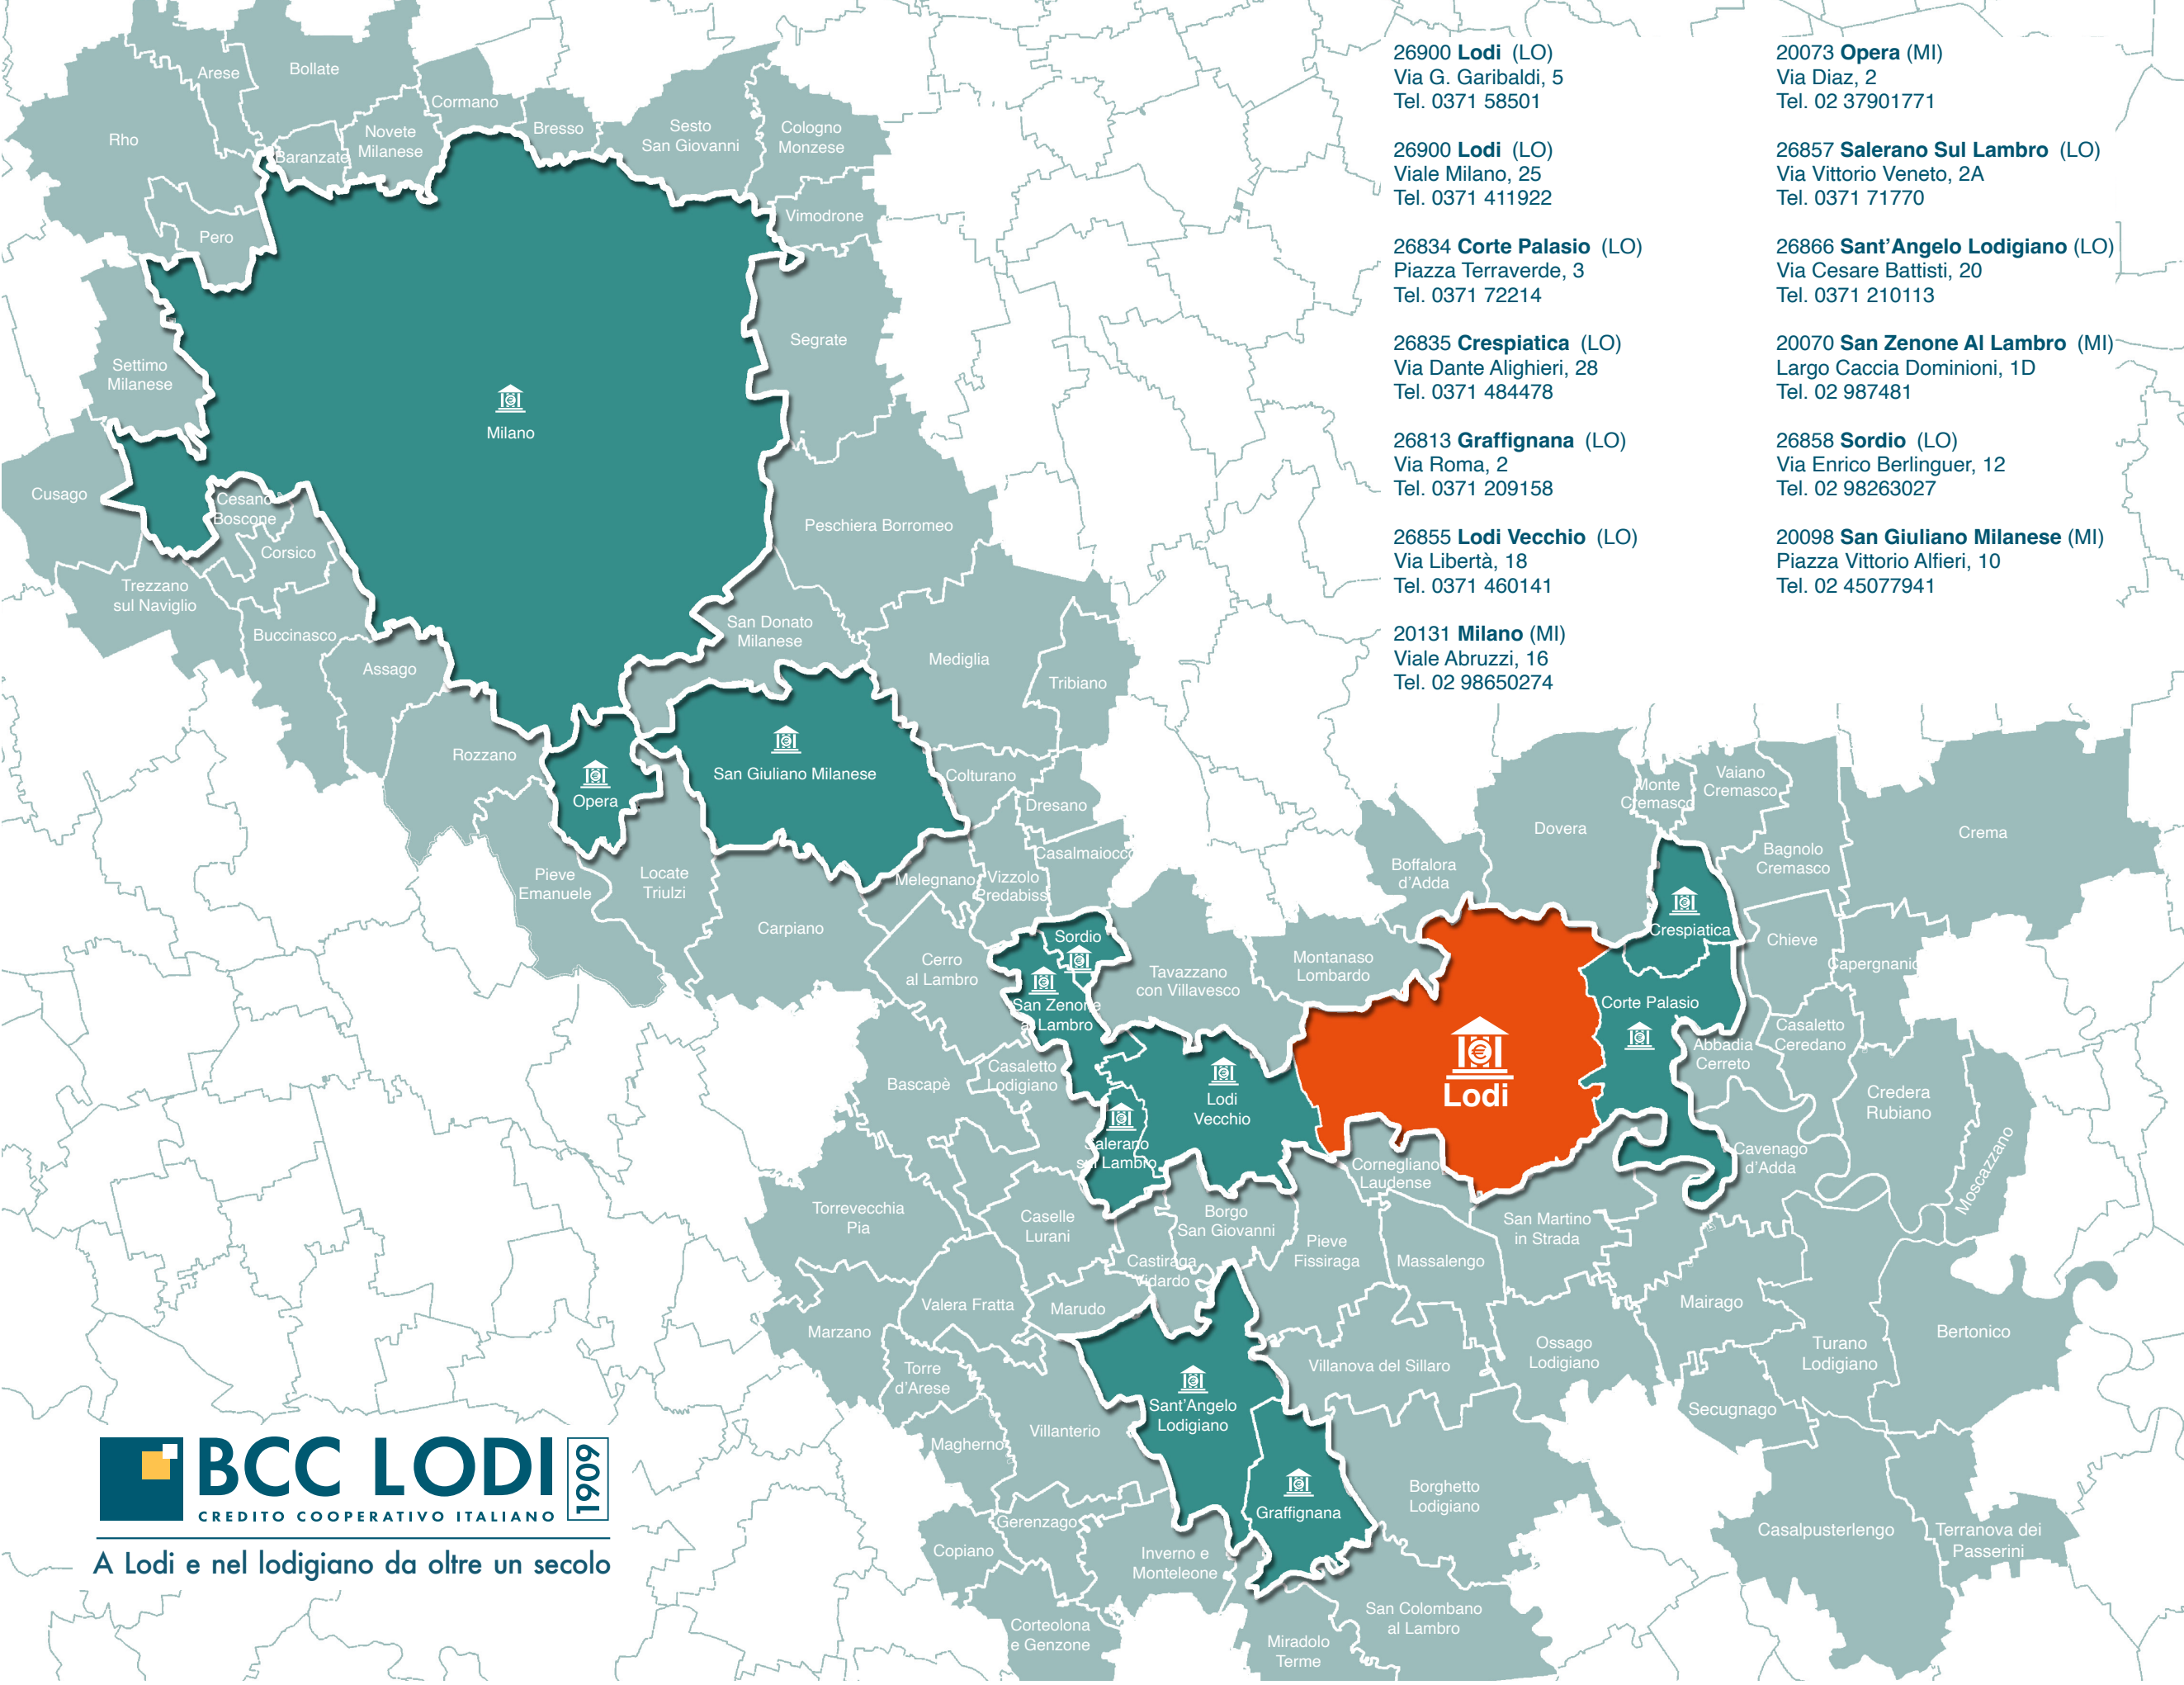 26900 Lodi (LO)
Via G. Garibaldi, 5
Tel. 0371 58501
26900 Lodi (LO)
Viale Milano, 25
Tel. 0371 411922
26834 Corte Palasio (LO)
Piazza Terraverde, 3
Tel. 0371 72214
26835 Crespiatica (LO)
Via Dante Alighieri, 28
Tel. 0371 484478
26813 Graffignana (LO)
Via Roma, 2
Tel. 0371 209158
26855 Lodi Vecchio (LO)
Via Libertà, 18
Tel. 0371 460141
20131 Milano (MI)
Viale Abruzzi, 16
Tel. 02 98650274
20073 Opera (MI)
Via Diaz, 2
Tel. 02 37901771
26857 Salerano Sul Lambro (LO)
Via Vittorio Veneto, 2A
Tel. 0371 71770
26866 Sant'Angelo Lodigiano (LO)
Via Cesare Battisti, 20
Tel. 0371 210113
20070 San Zenone Al Lambro (MI)
Largo Caccia Dominioni, 1D
Tel. 02 987481
26858 Sordio (LO)
Via Enrico Berlinguer, 12
Tel. 02 98263027
20098 San Giuliano Milanese (MI)
Piazza Vittorio Alfieri, 10
Tel. 02 45077941
Arese
Bollate
Cormano
Rho
Baranzate
Novete
Milanese
Bresso
Sesto
San Giovanni
Cologno
Monzese
Vimodrone
Pero
Segrate
Settimo
Milanese
Milano
Cusago
Cesano
Boscone
Corsico
Peschiera Borromeo
Trezzano
sul Naviglio
Buccinasco
Assago
San Donato
Milanese
Mediglia
Tribiano
Rozzano
Opera
San Giuliano Milanese
Colturano
Dresano
Casalmaiocco
Pieve
Emanuele
Locate
Triulzi
Melegnano
Vizzolo
Predabiss
Carpiano
Cerro
al Lambro
Sordio
San Zenone
al Lambro
Tavazzano
con Villavesco
Montanaso
Lombardo
Boffalora
d'Adda
Dovera
Monte
Cremasco
Vaiano
Cremasco
Bagnolo
Cremasco
Crema
Crespiatica
Chieve
Capergnanic
Corte Palasio
Casaletto
Ceredano
Abbadia
Cerreto
Credera
Rubiano
Moscazzano
Cavenago
d'Adda
Lodi
Lodi
Vecchio
Casaletto
Lodigiano
Bascapè
Salerano
sul Lambro
Cornegliano
Laudense
Torrevecchia
Pia
Caselle
Lurani
Borgo
San Giovanni
Pieve
Fissiraga
Massalengo
San Martino
in Strada
Castiraga
Vidardo
Valera Fratta
Marudo
Marzano
Mairago
Turano
Lodigiano
Bertonico
Ossago
Lodigiano
Villanova del Sillaro
Torre
d'Arese
Sant'Angelo
Lodigiano
Secugnago
Villanterio
Magherno
Graffignana
Borghetto
Lodigiano
Gerenzago
Copiano
Inverno e
Monteleone
Casalpusterlengo
Terranova dei
Passerini
Corteolona
e Genzone
Miradolo
Terme
San Colombano
al Lambro
BCC LODI
1909
CREDITO COOPERATIVO ITALIANO
A Lodi e nel lodigiano da oltre un secolo